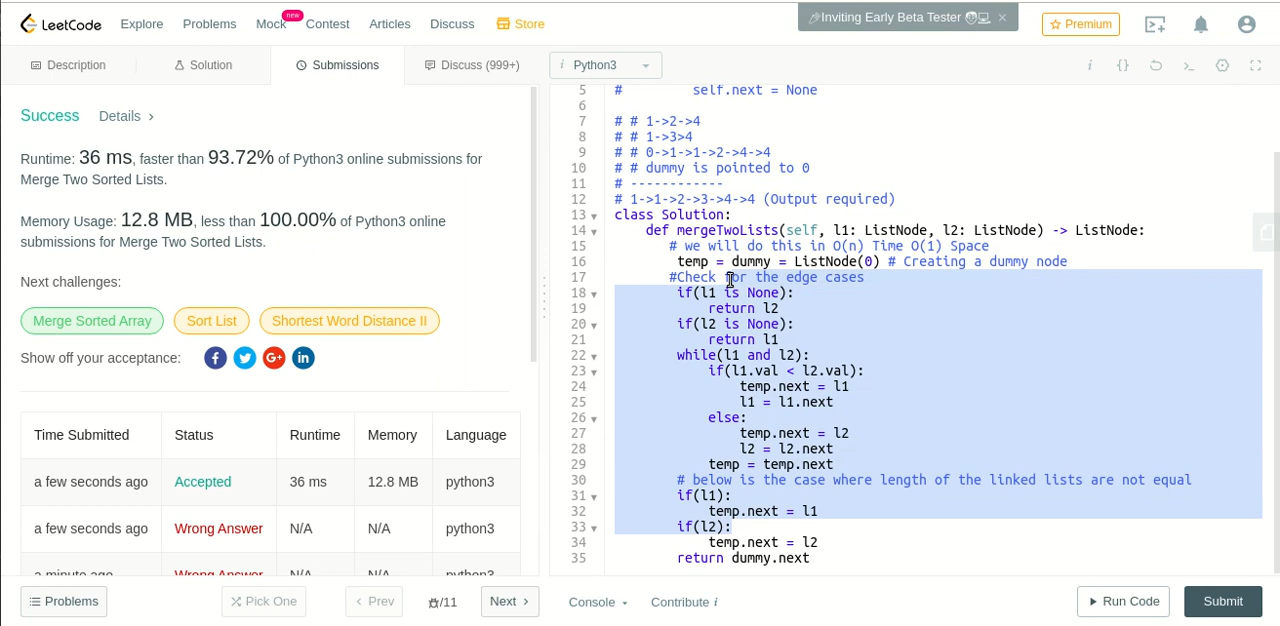 LeetCode
Explore
Problems
Mock
new
Contest
Articles
Discuss
Store
Inviting Early Beta Tester
×
Premium
Description
Solution
Submissions
Discuss (999+)
i Python3
Success Details >
Runtime: 36 ms, faster than 93.72% of Python3 online submissions for
Merge Two Sorted Lists.
Memory Usage: 12.8 MB, less than 100.00% of Python3 online
submissions for Merge Two Sorted Lists.
Next challenges:
Merge Sorted Array
Sort List
Shortest Word Distance II
Show off your acceptance:
Time Submitted Status Runtime Memory Language
a few seconds ago Accepted 36 ms 12.8 MB python3
a few seconds ago Wrong Answer N/A N/A python3
a minute ago Wrong Answer N/A N/A python3
5 # self.next = None
6
7 # # 1->2->4
8 # # 1->3>4
9 # # 0->1->1->2->4->4
10 # # dummy is pointed to 0
11 # ------------
12 # 1->1->2->3->4->4 (Output required)
13 class Solution:
14 def mergeTwoLists(self, l1: ListNode, l2: ListNode) -> ListNode:
15 # we will do this in O(n) Time O(1) Space
16 temp = dummy = ListNode(0) # Creating a dummy node
17 #Check for the edge cases
18 if(l1 is None):
19 return l2
20 if(l2 is None):
21 return l1
22 while(l1 and l2):
23 if(l1.val < l2.val):
24 temp.next = l1
25 l1 = l1.next
26 else:
27 temp.next = l2
28 l2 = l2.next
29 temp = temp.next
30 # below is the case where length of the linked lists are not equal
31 if(l1):
32 temp.next = l1
33 if(l2):
34 temp.next = l2
35 return dummy.next
Problems
Pick One
< Prev
/11
Next >
Console
Contribute i
Run Code
Submit